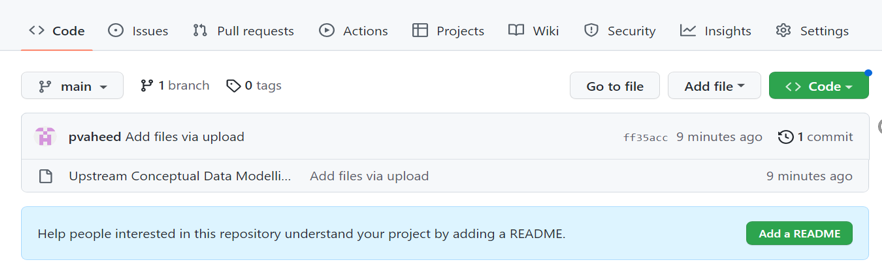 Code Issues Pull requests Actions Projects Wiki Security Insights Settings
main 1 branch 0 tags Go to file Add file Code
pvaheed Add files via upload ff35acc 9 minutes ago 1 commit
Upstream Conceptual Data Modelli... Add files via upload 9 minutes ago
Help people interested in this repository understand your project by adding a README. Add a README